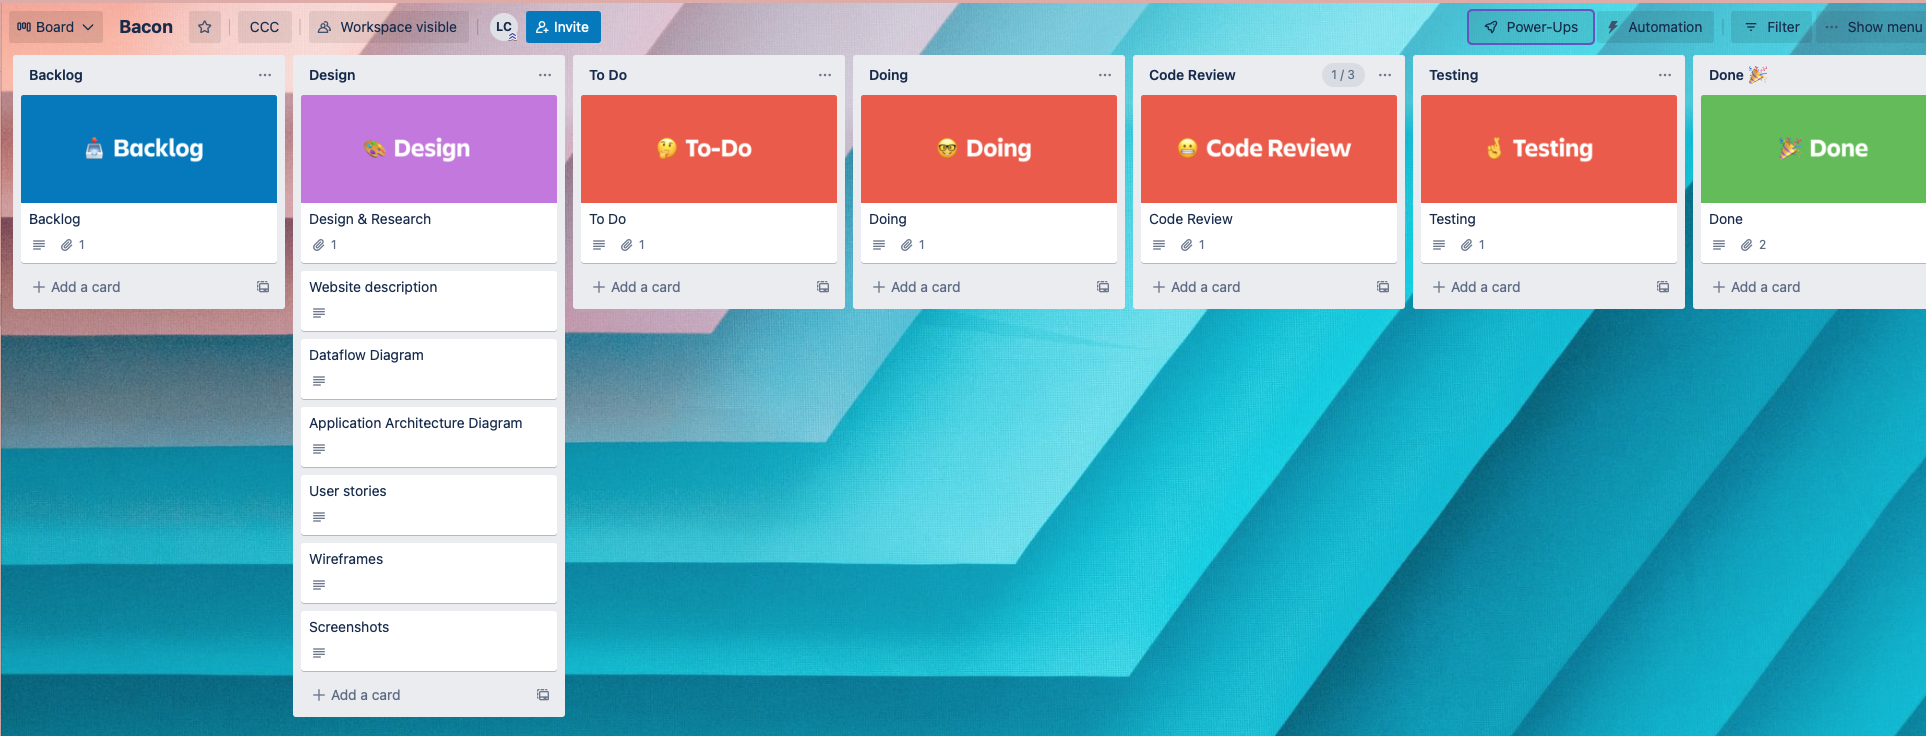 Board Bacon CCC Workspace visible LC Invite Power-Ups Automation Filter Show menu
Backlog
Backlog
Backlog
1
Add a card
Design
Design
Design & Research
1
Website description
Dataflow Diagram
Application Architecture Diagram
User stories
Wireframes
Screenshots
Add a card
To Do
To-Do
To Do
1
Add a card
Doing
Doing
Doing
1
Add a card
Code Review 1 / 3
Code Review
Code Review
1
Add a card
Testing
Testing
Testing
1
Add a card
Done 🎉
Done
Done
2
Add a card